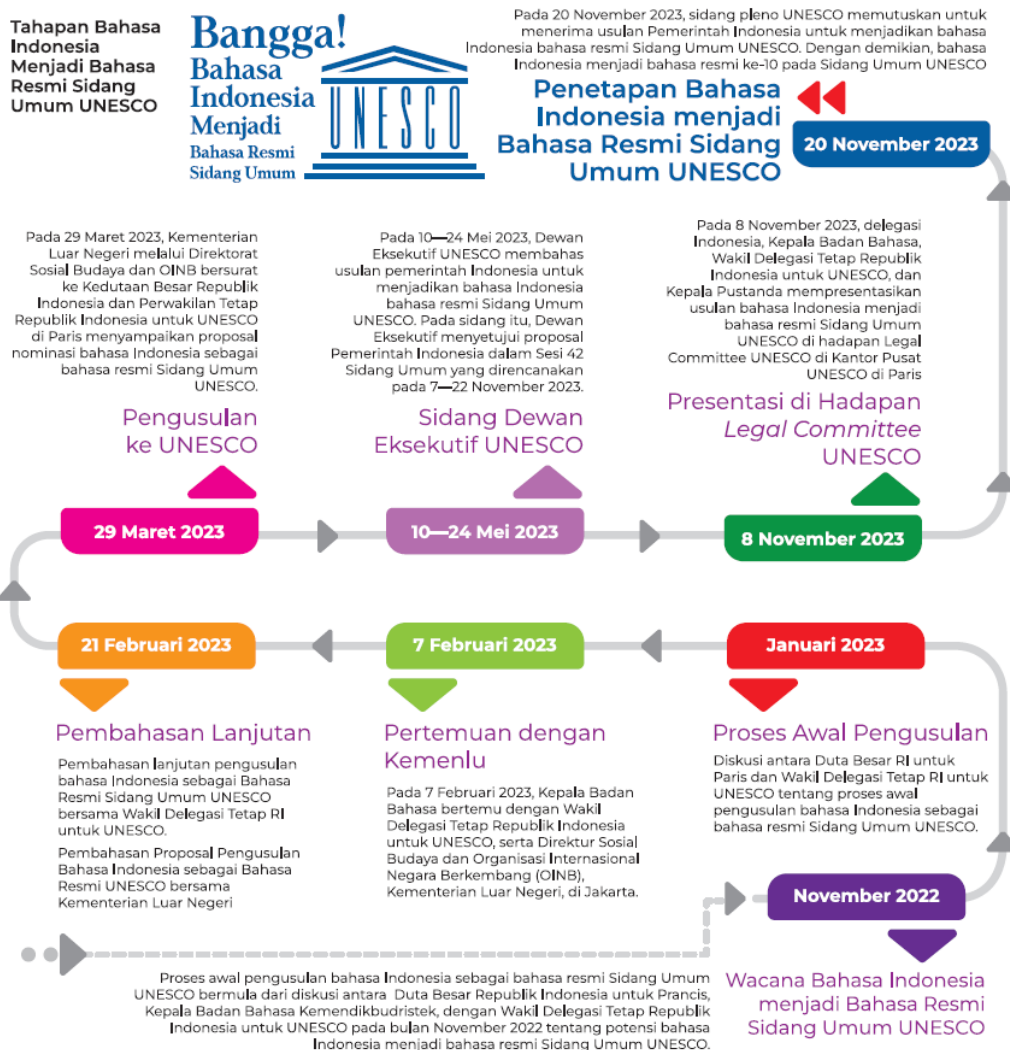 Tahapan Bahasa
Indonesia
Menjadi Bahasa
Resmi Sidang
Umum UNESCO
Bangga!
Bahasa
Indonesia
Menjadi
Bahasa Resmi
Sidang Umum
UNESCO
Pada 20 November 2023, sidang pleno UNESCO memutuskan untuk
menerima usulan Pemerintah Indonesia untuk menjadikan bahasa
Indonesia bahasa resmi Sidang Umum UNESCO. Dengan demikian, bahasa
Indonesia menjadi bahasa resmi ke-10 pada Sidang Umum UNESCO
Penetapan Bahasa
Indonesia menjadi
Bahasa Resmi Sidang
Umum UNESCO
20 November 2023
Pada 29 Maret 2023, Kementerian
Luar Negeri melalui Direktorat
Sosial Budaya dan OINB bersurat
ke Kedutaan Besar Republik
Indonesia dan Perwakilan Tetap
Republik Indonesia untuk UNESCO
di Paris menyampaikan proposal
nominasi bahasa Indonesia sebagai
bahasa resmi Sidang Umum
UNESCO.
Pengusulan
ke UNESCO
29 Maret 2023
Pada 10—24 Mei 2023, Dewan
Eksekutif UNESCO membahas
usulan pemerintah Indonesia untuk
menjadikan bahasa Indonesia
bahasa resmi Sidang Umum
UNESCO. Pada sidang itu, Dewan
Eksekutif menyetujui proposal
Pemerintah Indonesia dalam Sesi 42
Sidang Umum yang direncanakan
pada 7—22 November 2023.
Sidang Dewan
Eksekutif UNESCO
10—24 Mei 2023
Pada 8 November 2023, delegasi
Indonesia, Kepala Badan Bahasa,
Wakil Delegasi Tetap Republik
Indonesia untuk UNESCO, dan
Kepala Pustanda mempresentasikan
usulan bahasa Indonesia menjadi
bahasa resmi Sidang Umum
UNESCO di hadapan Legal
Committee UNESCO di Kantor Pusat
UNESCO di Paris
Presentasi di Hadapan
Legal Committee
UNESCO
8 November 2023
21 Februari 2023
Pembahasan Lanjutan
Pembahasan lanjutan pengusulan
bahasa Indonesia sebagai Bahasa
Resmi Sidang Umum UNESCO
bersama Wakil Delegasi Tetap RI
untuk UNESCO.
Pembahasan Proposal Pengusulan
Bahasa Indonesia sebagai Bahasa
Resmi UNESCO bersama
Kementerian Luar Negeri
7 Februari 2023
Pertemuan dengan
Kemenlu
Pada 7 Februari 2023, Kepala Badan
Bahasa bertemu dengan Wakil
Delegasi Tetap Republik Indonesia
untuk UNESCO, serta Direktur Sosial
Budaya dan Organisasi Internasional
Negara Berkembang (OINB),
Kementerian Luar Negeri, di Jakarta.
Januari 2023
Proses Awal Pengusulan
Diskusi antara Duta Besar RI untuk
Paris dan Wakil Delegasi Tetap RI untuk
UNESCO tentang proses awal
pengusulan bahasa Indonesia sebagai
bahasa resmi Sidang Umum UNESCO.
November 2022
Wacana Bahasa Indonesia
menjadi Bahasa Resmi
Sidang Umum UNESCO
Proses awal pengusulan bahasa Indonesia sebagai bahasa resmi Sidang Umum
UNESCO bermula dari diskusi antara Duta Besar Republik Indonesia untuk Prancis,
Kepala Badan Bahasa Kemendikbudristek, dengan Wakil Delegasi Tetap Republik
Indonesia untuk UNESCO pada bulan November 2022 tentang potensi bahasa
Indonesia menjadi bahasa resmi Sidang Umum UNESCO.